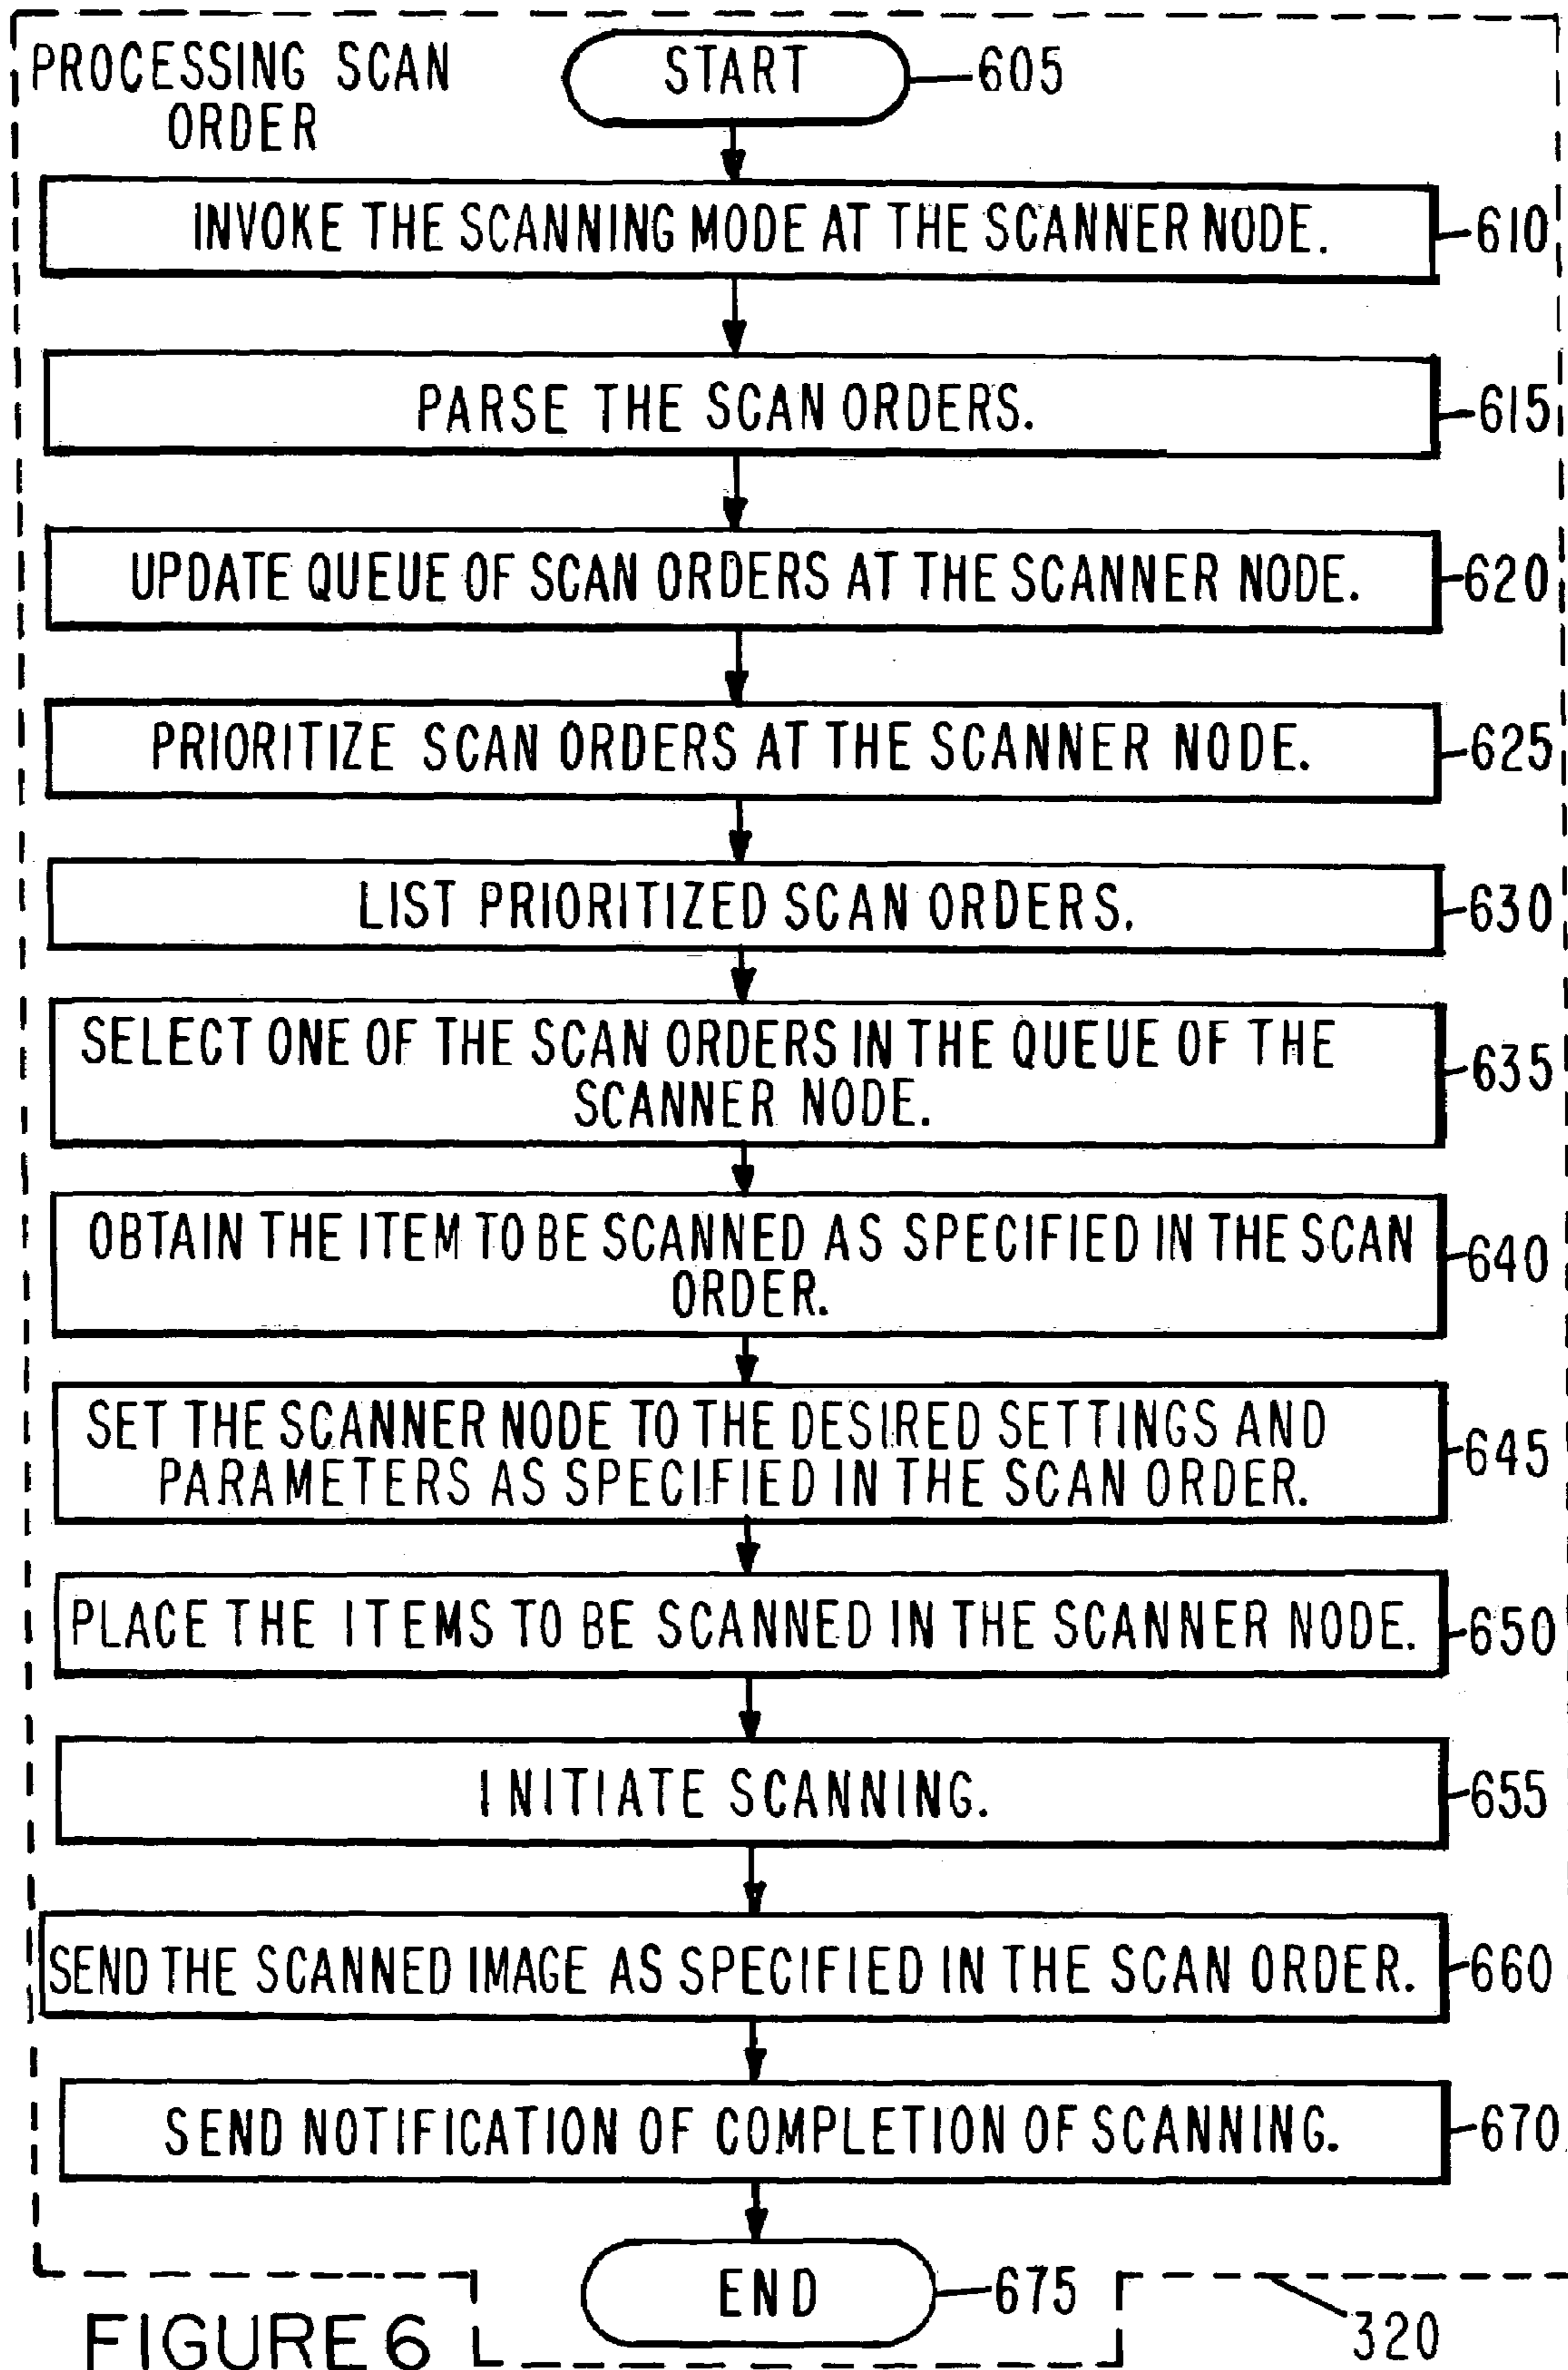 PROCESSING SCAN
ORDER
START
605
INVOKE THE SCANNING MODE AT THE SCANNER NODE.
610
PARSE THE SCAN ORDERS.
615
UPDATE QUEUE OF SCAN ORDERS AT THE SCANNER NODE.
620
PRIORITIZE SCAN ORDERS AT THE SCANNER NODE.
625
LIST PRIORITIZED SCAN ORDERS.
630
SELECT ONE OF THE SCAN ORDERS IN THE QUEUE OF THE
SCANNER NODE.
635
OBTAIN THE ITEM TO BE SCANNED AS SPECIFIED IN THE SCAN
ORDER.
640
SET THE SCANNER NODE TO THE DESIRED SETTINGS AND
PARAMETERS AS SPECIFIED IN THE SCAN ORDER.
645
PLACE THE ITEMS TO BE SCANNED IN THE SCANNER NODE.
650
INITIATE SCANNING.
655
SEND THE SCANNED IMAGE AS SPECIFIED IN THE SCAN ORDER.
660
SEND NOTIFICATION OF COMPLETION OF SCANNING.
670
END
675
320
FIGURE 6